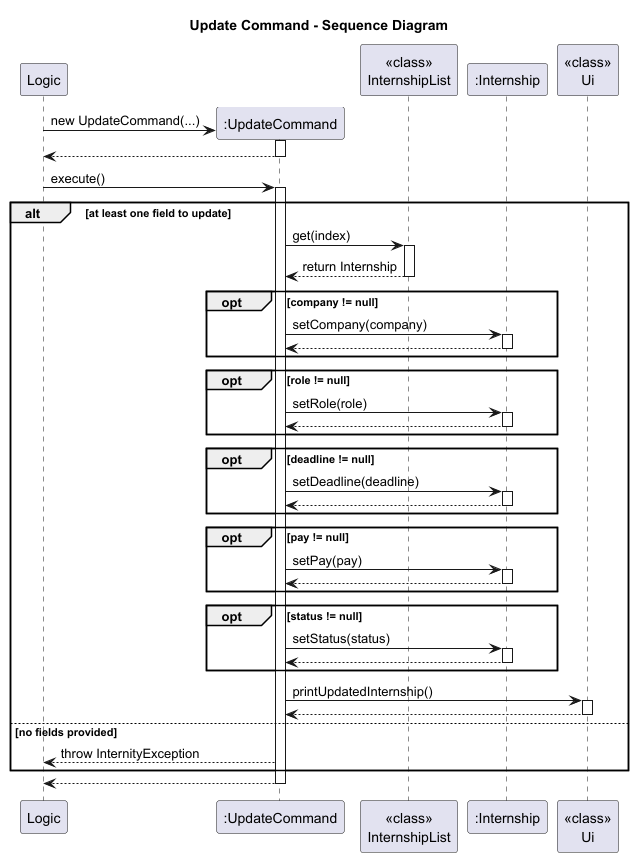 Update Command - Sequence Diagram
Logic
«class»
InternshipList
:Internship
«class»
Ui
new UpdateCommand(...)
:UpdateCommand
execute()
alt
[at least one field to update]
get(index)
return Internship
opt
[company != null]
setCompany(company)
opt
[role != null]
setRole(role)
opt
[deadline != null]
setDeadline(deadline)
opt
[pay != null]
setPay(pay)
opt
[status != null]
setStatus(status)
printUpdatedInternship()
[no fields provided]
throw InternityException
Logic
:UpdateCommand
«class»
InternshipList
:Internship
«class»
Ui